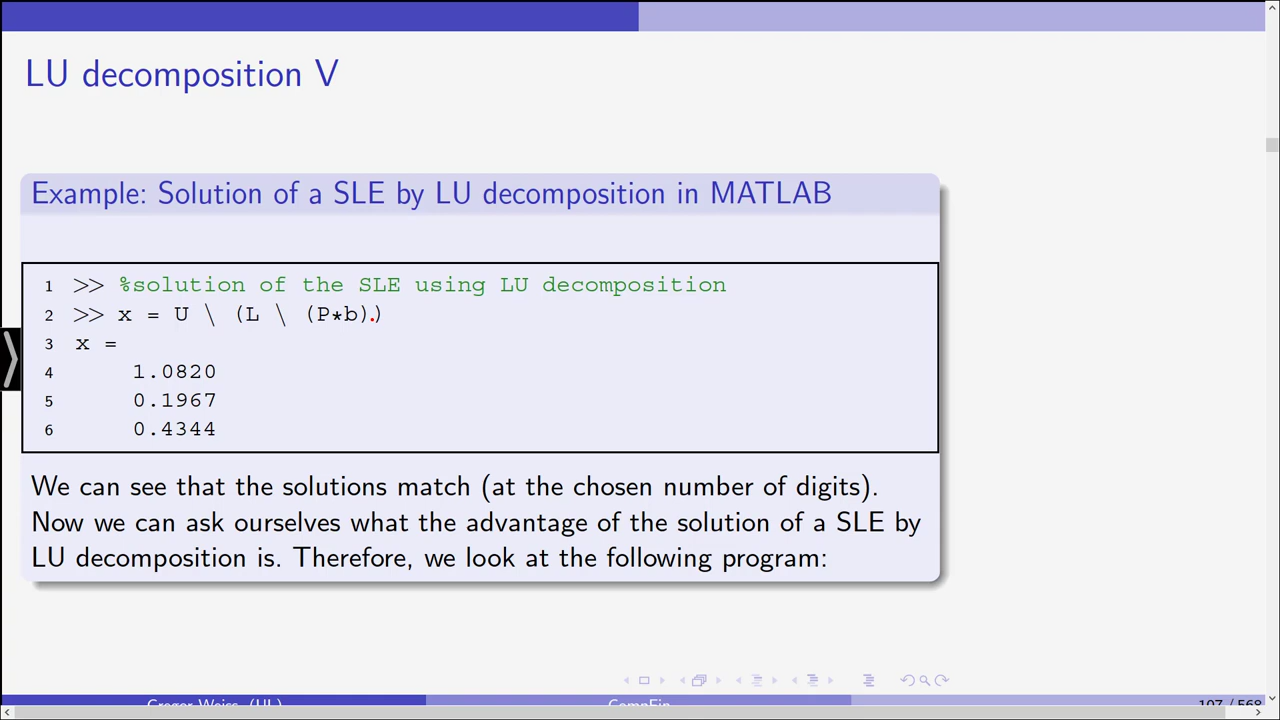 LU decomposition V
Example: Solution of a SLE by LU decomposition in MATLAB
1 >> %solution of the SLE using LU decomposition
2 >> x = U \ (L \ (P*b))
3 x =
4 1.0820
5 0.1967
6 0.4344
We can see that the solutions match (at the chosen number of digits).
Now we can ask ourselves what the advantage of the solution of a SLE by
LU decomposition is. Therefore, we look at the following program:
Gregor Weiss (UL) CompFin 107 / 568